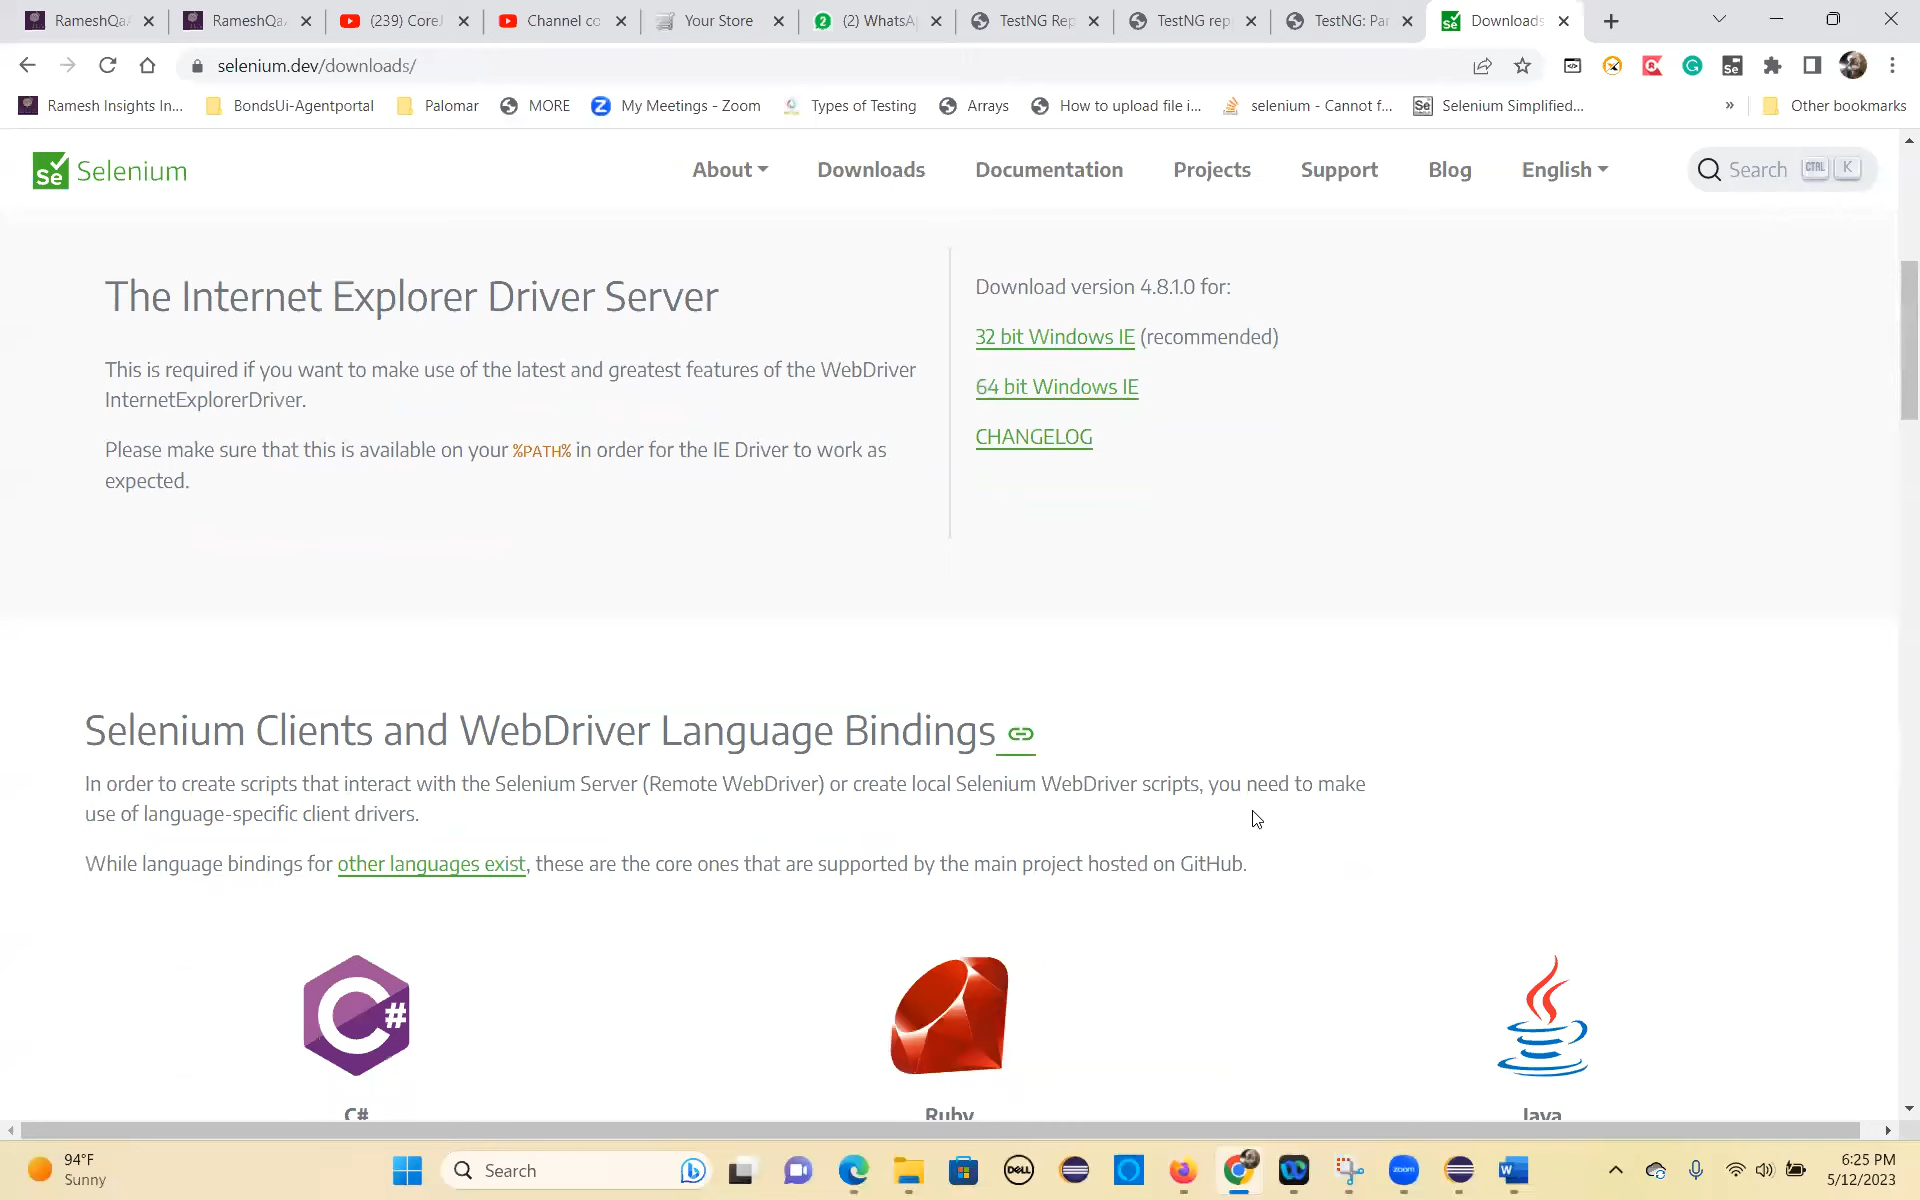 RameshQa
RameshQa
(239) CoreJ
Channel co
Your Store
(2) WhatsA
TestNG Rep
TestNG rep
TestNG: Par
Downloads
selenium.dev/downloads/
Ramesh Insights In...
BondsUi-Agentportal
Palomar
MORE
My Meetings - Zoom
Types of Testing
Arrays
How to upload file i...
selenium - Cannot f...
Selenium Simplified...
»
Other bookmarks
Se Selenium
About
Downloads
Documentation
Projects
Support
Blog
English
Search CTRL K
The Internet Explorer Driver Server
This is required if you want to make use of the latest and greatest features of the WebDriver
InternetExplorerDriver.
Please make sure that this is available on your %PATH% in order for the IE Driver to work as
expected.
Download version 4.8.1.0 for:
32 bit Windows IE (recommended)
64 bit Windows IE
CHANGELOG
Selenium Clients and WebDriver Language Bindings
In order to create scripts that interact with the Selenium Server (Remote WebDriver) or create local Selenium WebDriver scripts, you need to make
use of language-specific client drivers.
While language bindings for other languages exist, these are the core ones that are supported by the main project hosted on GitHub.
C#
Ruby
Java
94°F
Sunny
Search
DELL
zoom
6:25 PM
5/12/2023